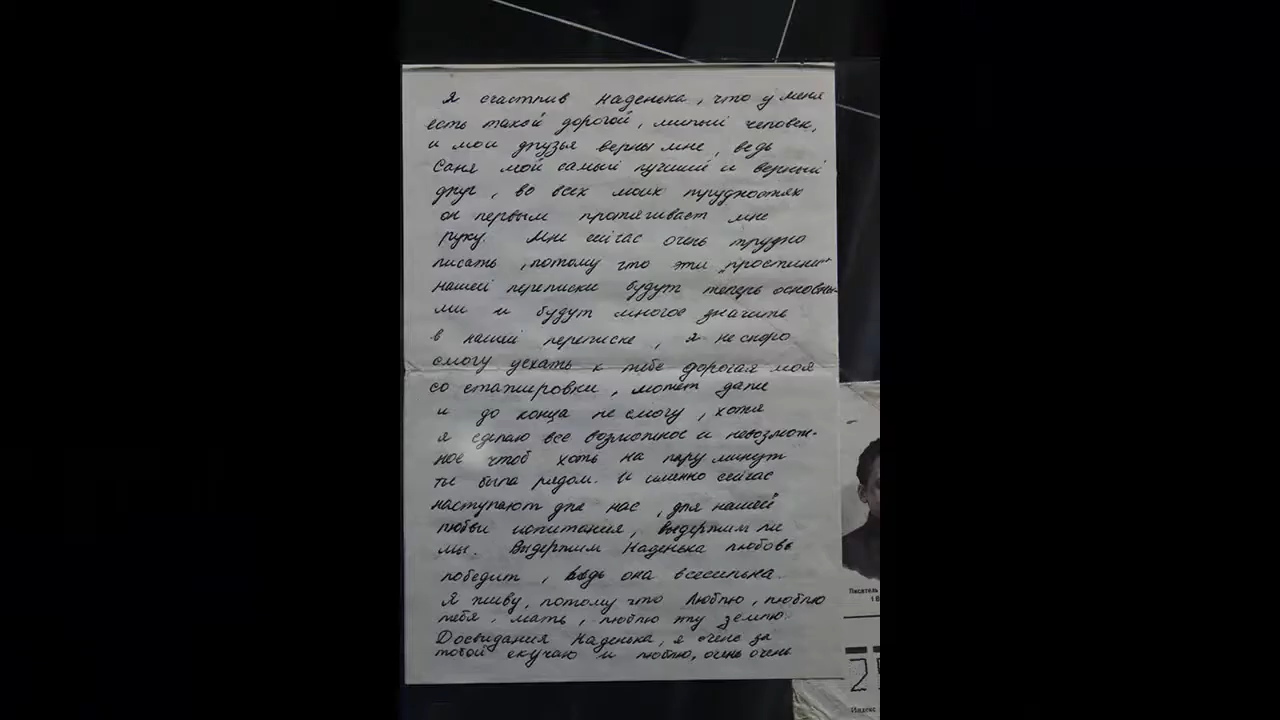 Я счастлив Наденька, что у меня
есть такой дорогой, милый человек,
и мои друзья верны мне, ведь
Саня мой самый лучший и верный
друг, во всех моих трудностях
он первым протягивает мне
руку. Мне сейчас очень трудно
писать, потому что эти „простыни"
нашей переписки будут теперь основны-
ми и будут многое значить
в нашей переписке, я не скоро
смогу уехать к тебе дорогая моя
со стажировки, может даже
и до конца не смогу, хотя
я сделаю все возможное и невозмож-
ное чтоб хоть на пару минут
ты была рядом. И именно сейчас
наступают для нас, для нашей
любви испитания, выдержим ли
мы. Выдержим Наденька любовь
победит, ведь она всесильна.
Я живу, потому что люблю, люблю
тебя, мать, люблю эту землю.
Досвидания Наденька, я очень за
тобой скучаю и люблю, очень очень
Писатель
Индекс